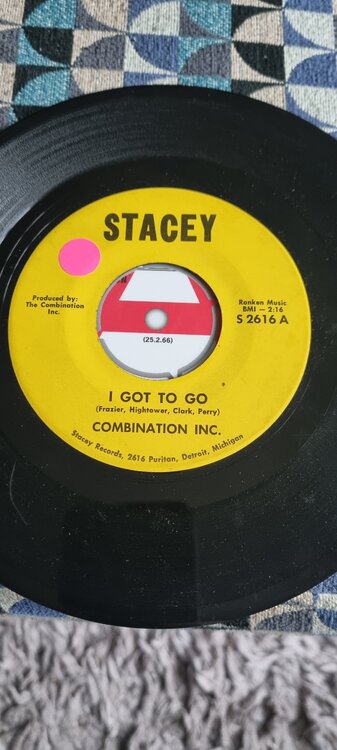 STACEY
Produced by:
The Combination
Inc.
Ronken Music
BMI — 2:16
S 2616 A
(25.2.66)
I GOT TO GO
(Frazier, Hightower, Clark, Perry)
COMBINATION INC.
Stacey Records, 2616 Puritan, Detroit, Michigan